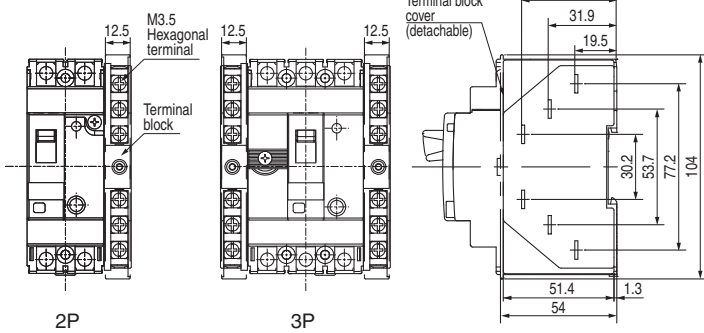 Terminal block
cover
(detachable)
31.9
19.5
12.5
M3.5
Hexagonal
terminal
Terminal
block
12.5
12.5
30.2
53.7
77.2
104
51.4
1.3
54
2P
3P